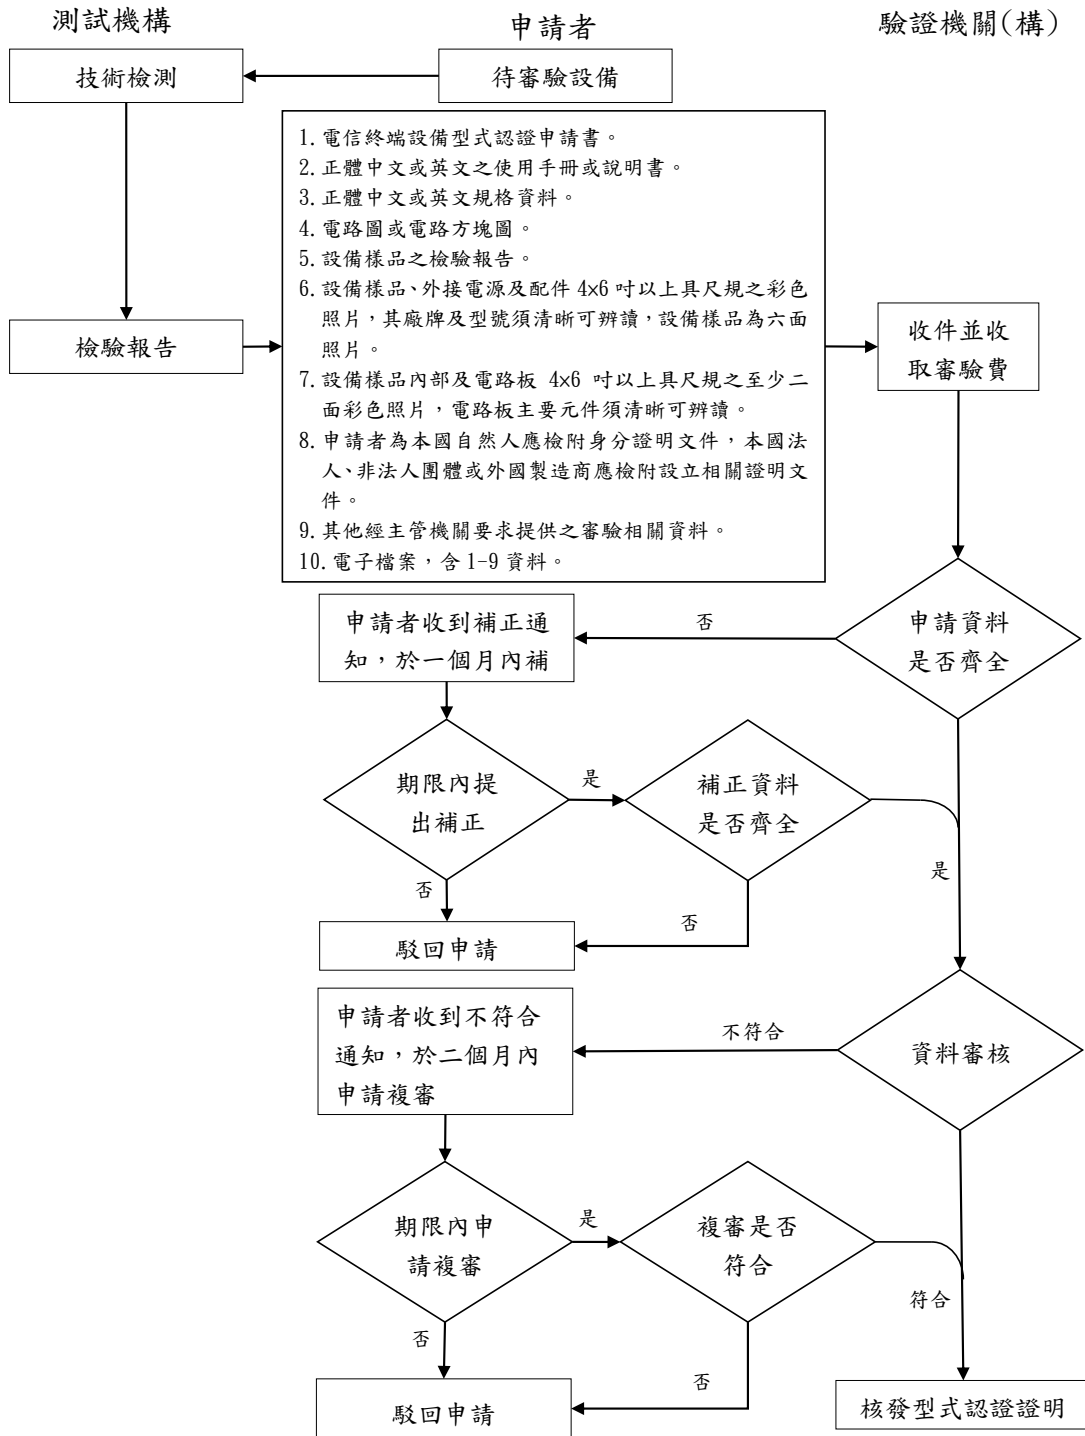 測試機構
申請者
驗證機關(構)
技術檢測
待審驗設備
1. 電信終端設備型式認證申請書。
2. 正體中文或英文之使用手冊或說明書。
3. 正體中文或英文規格資料。
4. 電路圖或電路方塊圖。
5. 設備樣品之檢驗報告。
6. 設備樣品、外接電源及配件 4x6 吋以上具尺規之彩色
照片，其廠牌及型號須清晰可辨讀，設備樣品為六面
照片。
7. 設備樣品內部及電路板 4x6 吋以上具尺規之至少二
面彩色照片，電路板主要元件須清晰可辨讀。
8. 申請者為本國自然人應檢附身分證明文件，本國法
人、非法人團體或外國製造商應檢附設立相關證明文
件。
9. 其他經主管機關要求提供之審驗相關資料。
10. 電子檔案，含 1-9 資料。
檢驗報告
收件並收
取審驗費
申請資料
是否齊全
否
申請者收到補正通
知，於一個月內補
期限內提
出補正
是
補正資料
是否齊全
是
否
否
駁回申請
申請者收到不符合
通知，於二個月內
申請複審
不符合
資料審核
期限內申
請複審
是
複審是否
符合
符合
否
否
駁回申請
核發型式認證證明